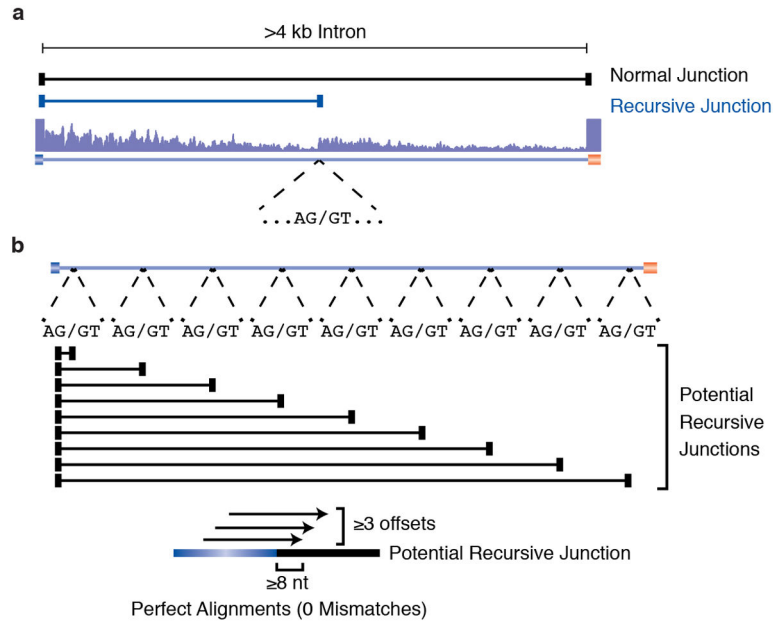 a
>4 kb Intron
Normal Junction
Recursive Junction
...AG/GT...
b
AG/GT AG/GT AG/GT AG/GT AG/GT AG/GT AG/GT AG/GT AG/GT
Potential
Recursive
Junctions
≥3 offsets
Potential Recursive Junction
≥8 nt
Perfect Alignments (0 Mismatches)